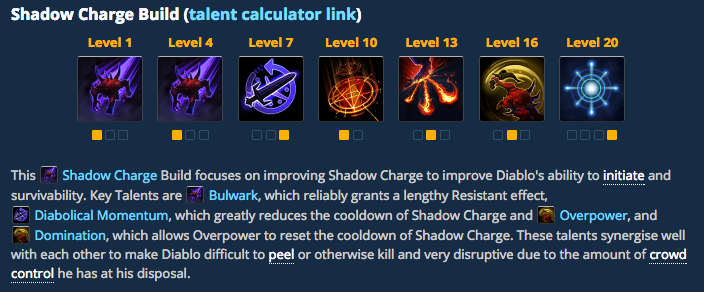 Shadow Charge Build (talent calculator link)
Level 1 Level 4 Level 7 Level 10 Level 13 Level 16 Level 20
This Shadow Charge Build focuses on improving Shadow Charge to improve Diablo's ability to initiate and
survivability. Key Talents are Bulwark, which reliably grants a lengthy Resistant effect,
Diabolical Momentum, which greatly reduces the cooldown of Shadow Charge and Overpower, and
Domination, which allows Overpower to reset the cooldown of Shadow Charge. These talents synergise well
with each other to make Diablo difficult to peel or otherwise kill and very disruptive due to the amount of crowd
control he has at his disposal.